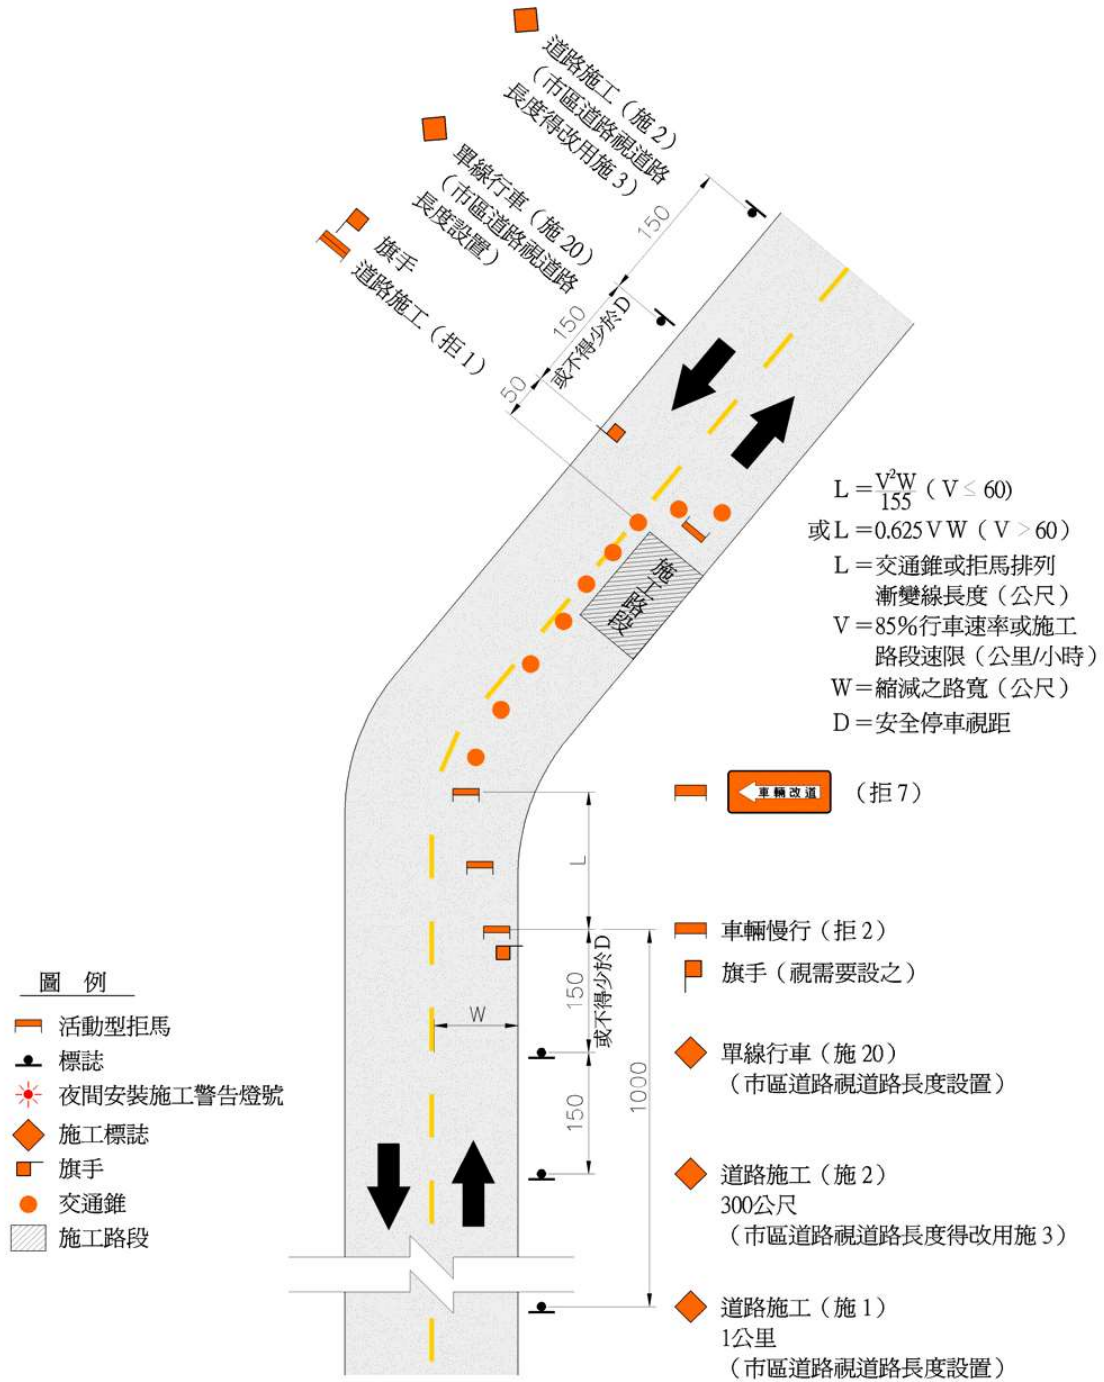 道路施工（施2）
（市區道路視道路
長度得改用施3）
單線行車（施20）
（市區道路視道路
長度設置）
旗手
道路施工（拒1）
150
150
或不得少於D
50
施工路段
L＝V²W/155（V≤60）
或L＝0.625VW（V＞60）
L＝交通錐或拒馬排列
漸變線長度（公尺）
V＝85%行車速率或施工
路段速限（公里/小時）
W＝縮減之路寬（公尺）
D＝安全停車視距
車輛改道
（拒7）
L
車輛慢行（拒2）
旗手（視需要設之）
150
或不得少於D
W
單線行車（施20）
（市區道路視道路長度設置）
1000
150
道路施工（施2）
300公尺
（市區道路視道路長度得改用施3）
道路施工（施1）
1公里
（市區道路視道路長度設置）
圖例
活動型拒馬
標誌
夜間安裝施工警告燈號
施工標誌
旗手
交通錐
施工路段